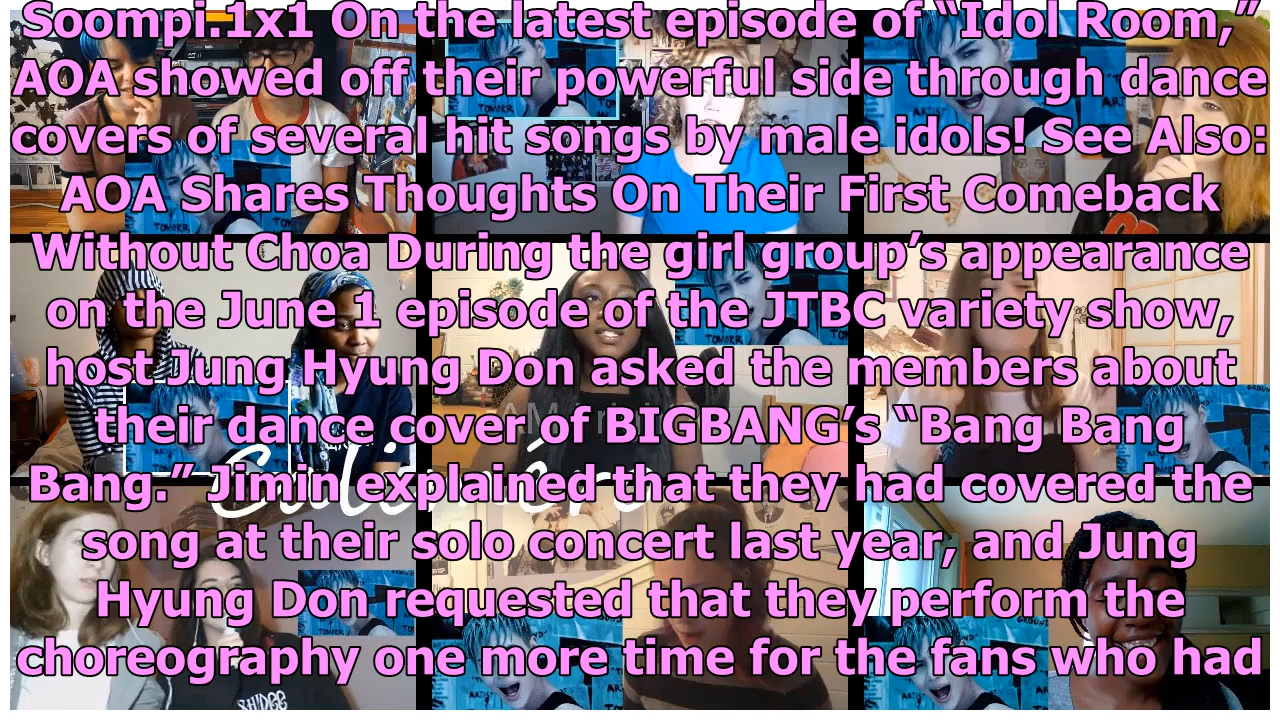 Soompi.1x1 On the latest episode of “Idol Room,”
AOA showed off their powerful side through dance
covers of several hit songs by male idols! See Also:
AOA Shares Thoughts On Their First Comeback
Without Choa During the girl group’s appearance
on the June 1 episode of the JTBC variety show,
host Jung Hyung Don asked the members about
their dance cover of BIGBANG’s “Bang Bang
Bang.” Jimin explained that they had covered the
song at their solo concert last year, and Jung
Hyung Don requested that they perform the
choreography one more time for the fans who had